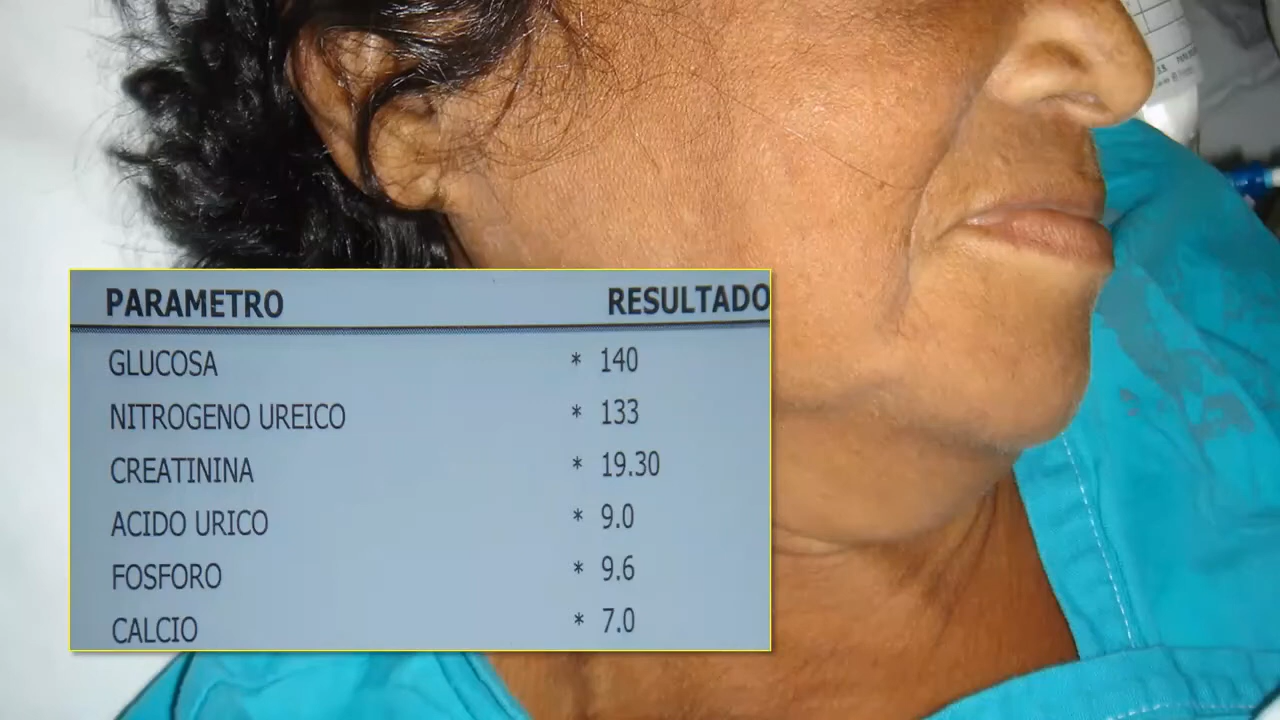 PARAMETRO RESULTADO
GLUCOSA * 140
NITROGENO UREICO * 133
CREATININA * 19.30
ACIDO URICO * 9.0
FOSFORO * 9.6
CALCIO * 7.0